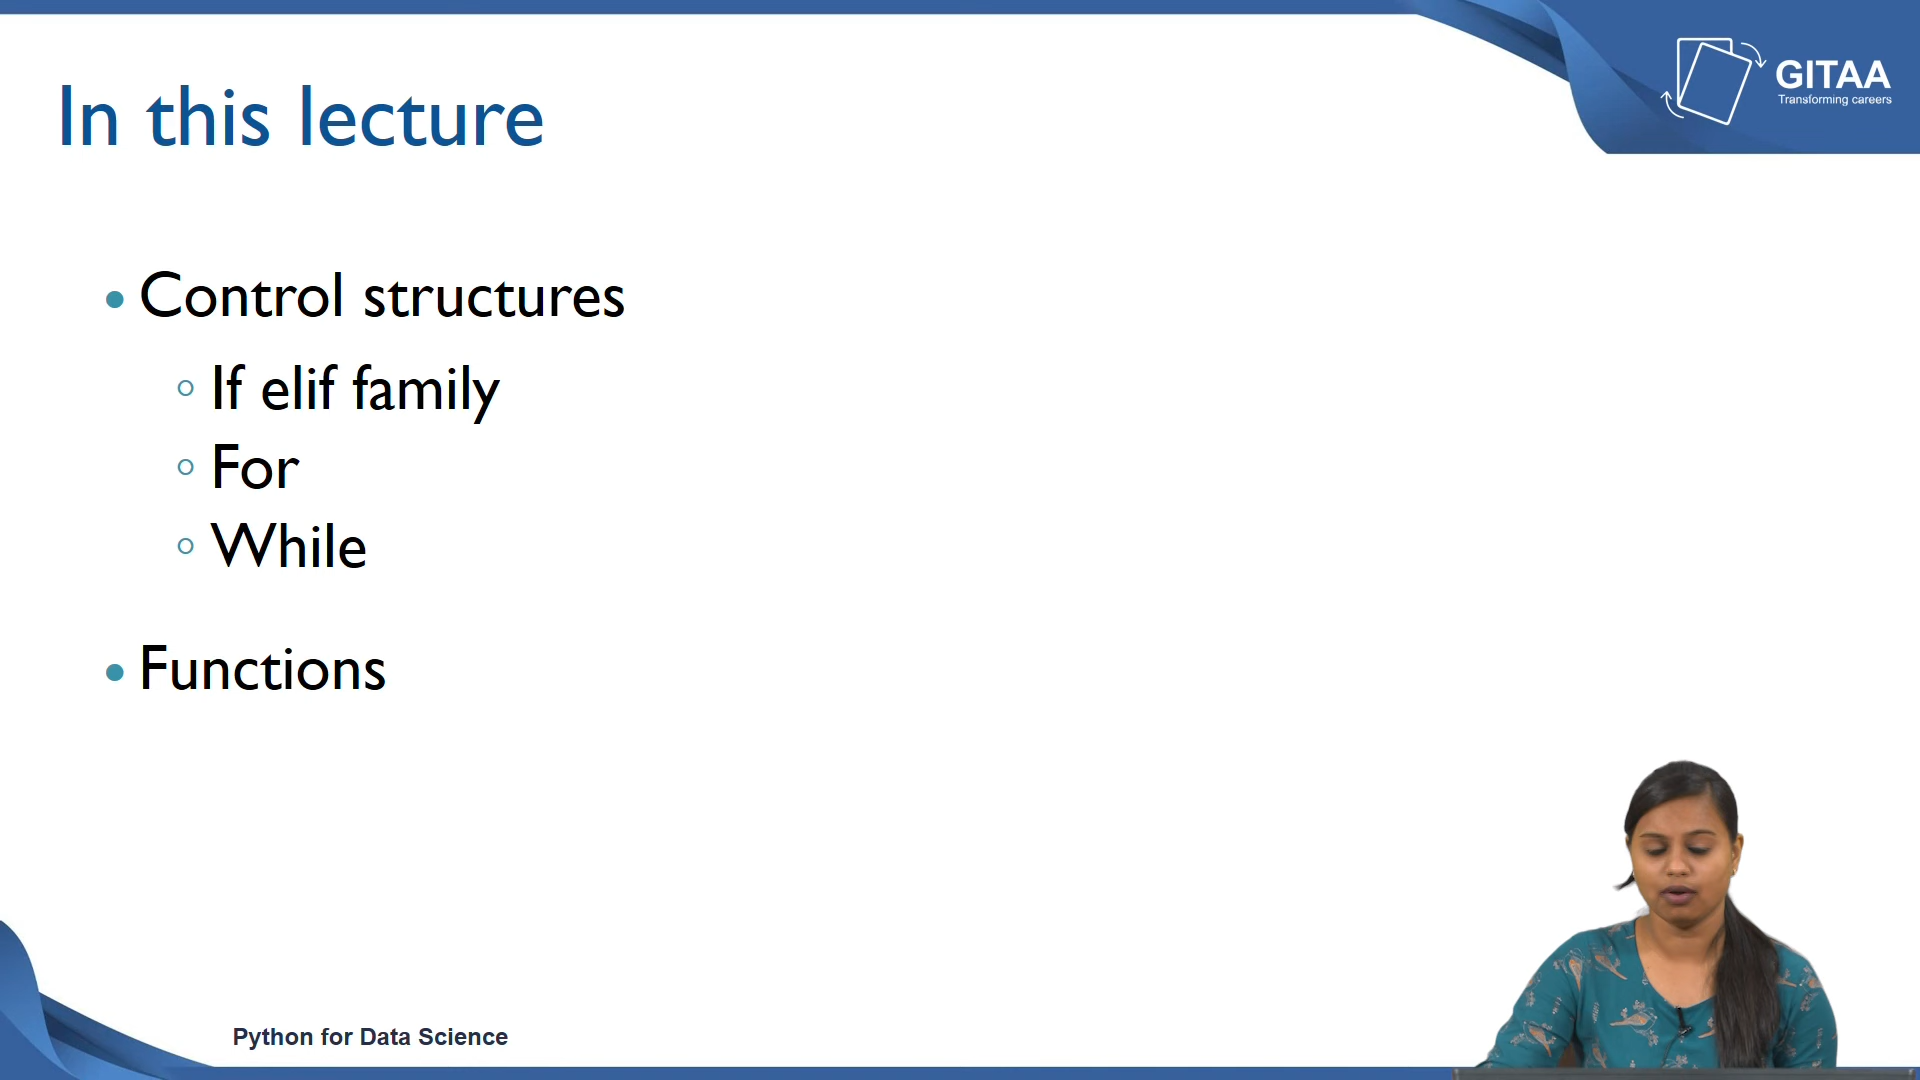 In this lecture
GITAA
Transforming careers
• Control structures
◦ If elif family
◦ For
◦ While
• Functions
Python for Data Science